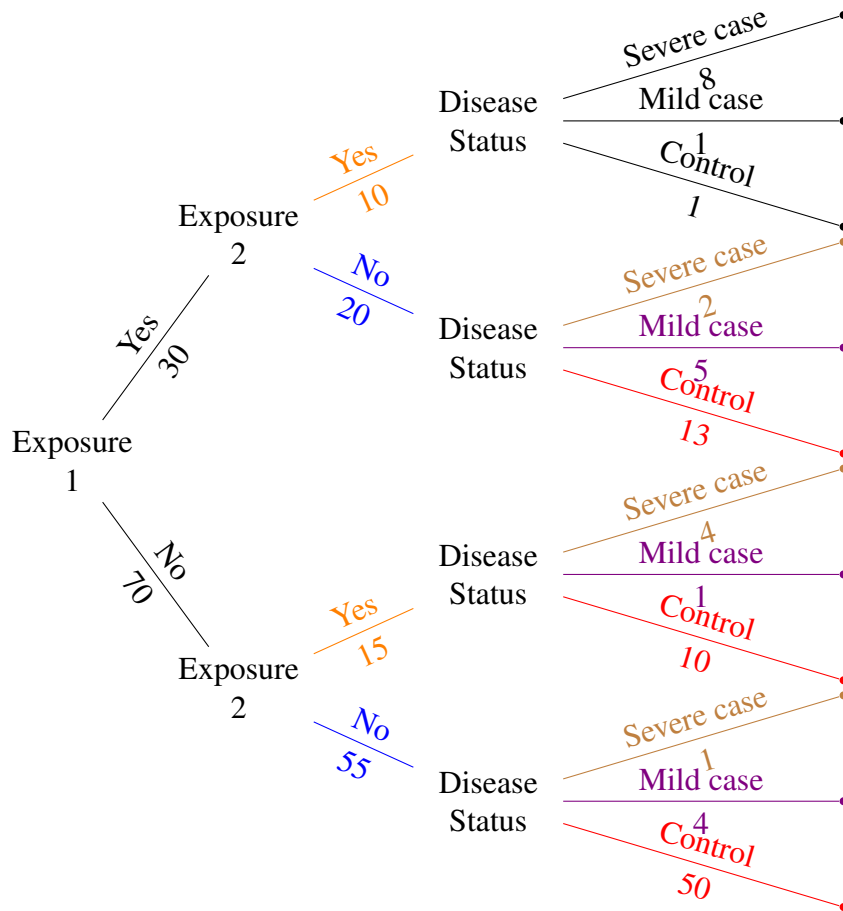 Severe case
8
Disease
Status
Mild case
1
Control
1
Yes
10
Exposure
2
No
20
Severe case
2
Disease
Status
Mild case
5
Control
13
Yes
30
Exposure
1
No
70
Severe case
4
Disease
Status
Mild case
1
Control
10
Yes
15
Exposure
2
No
55
Severe case
1
Disease
Status
Mild case
4
Control
50